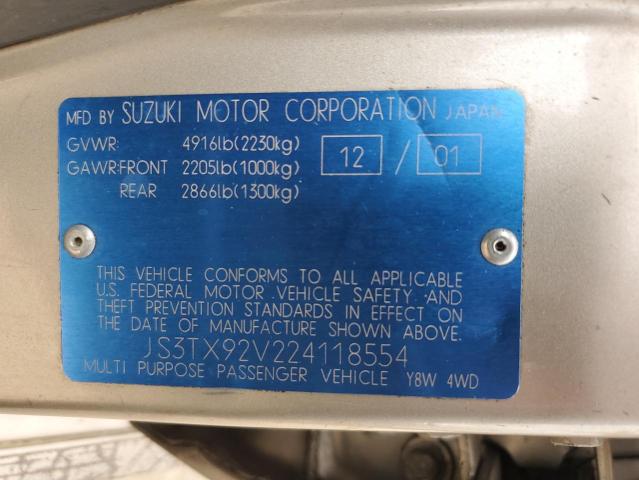 MFD BY SUZUKI MOTOR CORPORATION JAPAN
GVWR: 4916lb(2230kg) 12 / 01
GAWR:FRONT 2205lb(1000kg)
REAR 2866lb(1300kg)
THIS VEHICLE CONFORMS TO ALL APPLICABLE
U.S. FEDERAL MOTOR VEHICLE SAFETY AND
THEFT PREVENTION STANDARDS IN EFFECT ON
THE DATE OF MANUFACTURE SHOWN ABOVE.
JS3TX92V224118554
MULTI PURPOSE PASSENGER VEHICLE Y8W 4WD